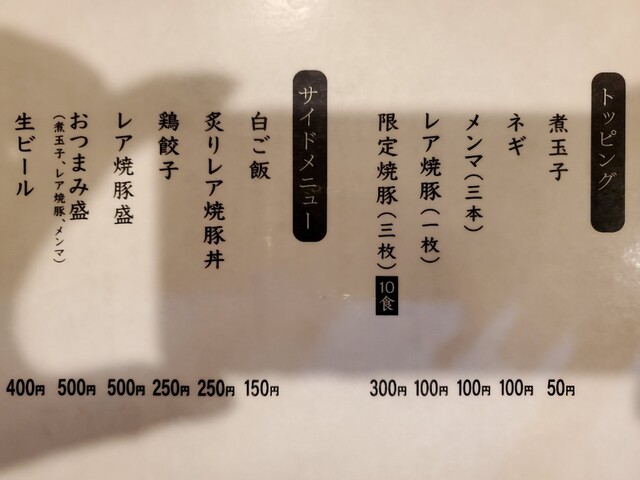 トッピング
煮玉子 50円
ネギ 100円
メンマ（三本） 100円
レア焼豚（一枚） 100円
限定焼豚（三枚）10食 300円
サイドメニュー
白ご飯 150円
炙りレア焼豚丼 250円
鶏餃子 250円
レア焼豚盛 500円
おつまみ盛 500円
（煮玉子、レア焼豚、メンマ）
生ビール 400円